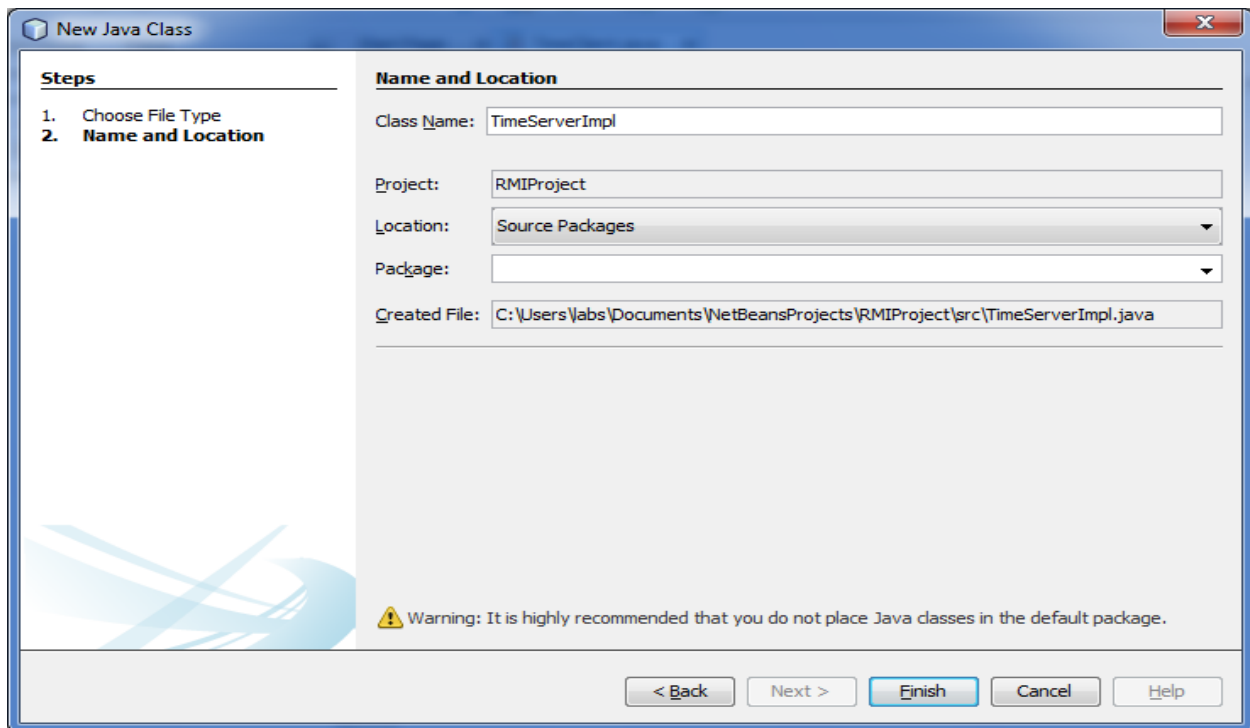 New Java Class
Steps
1. Choose File Type
2. Name and Location
Name and Location
Class Name: TimeServerImpl
Project: RMIProject
Location: Source Packages
Package:
Created File: C:\Users\labs\Documents\NetBeansProjects\RMIProject\src\TimeServerImpl.java
Warning: It is highly recommended that you do not place Java classes in the default package.
< Back Next > Finish Cancel Help